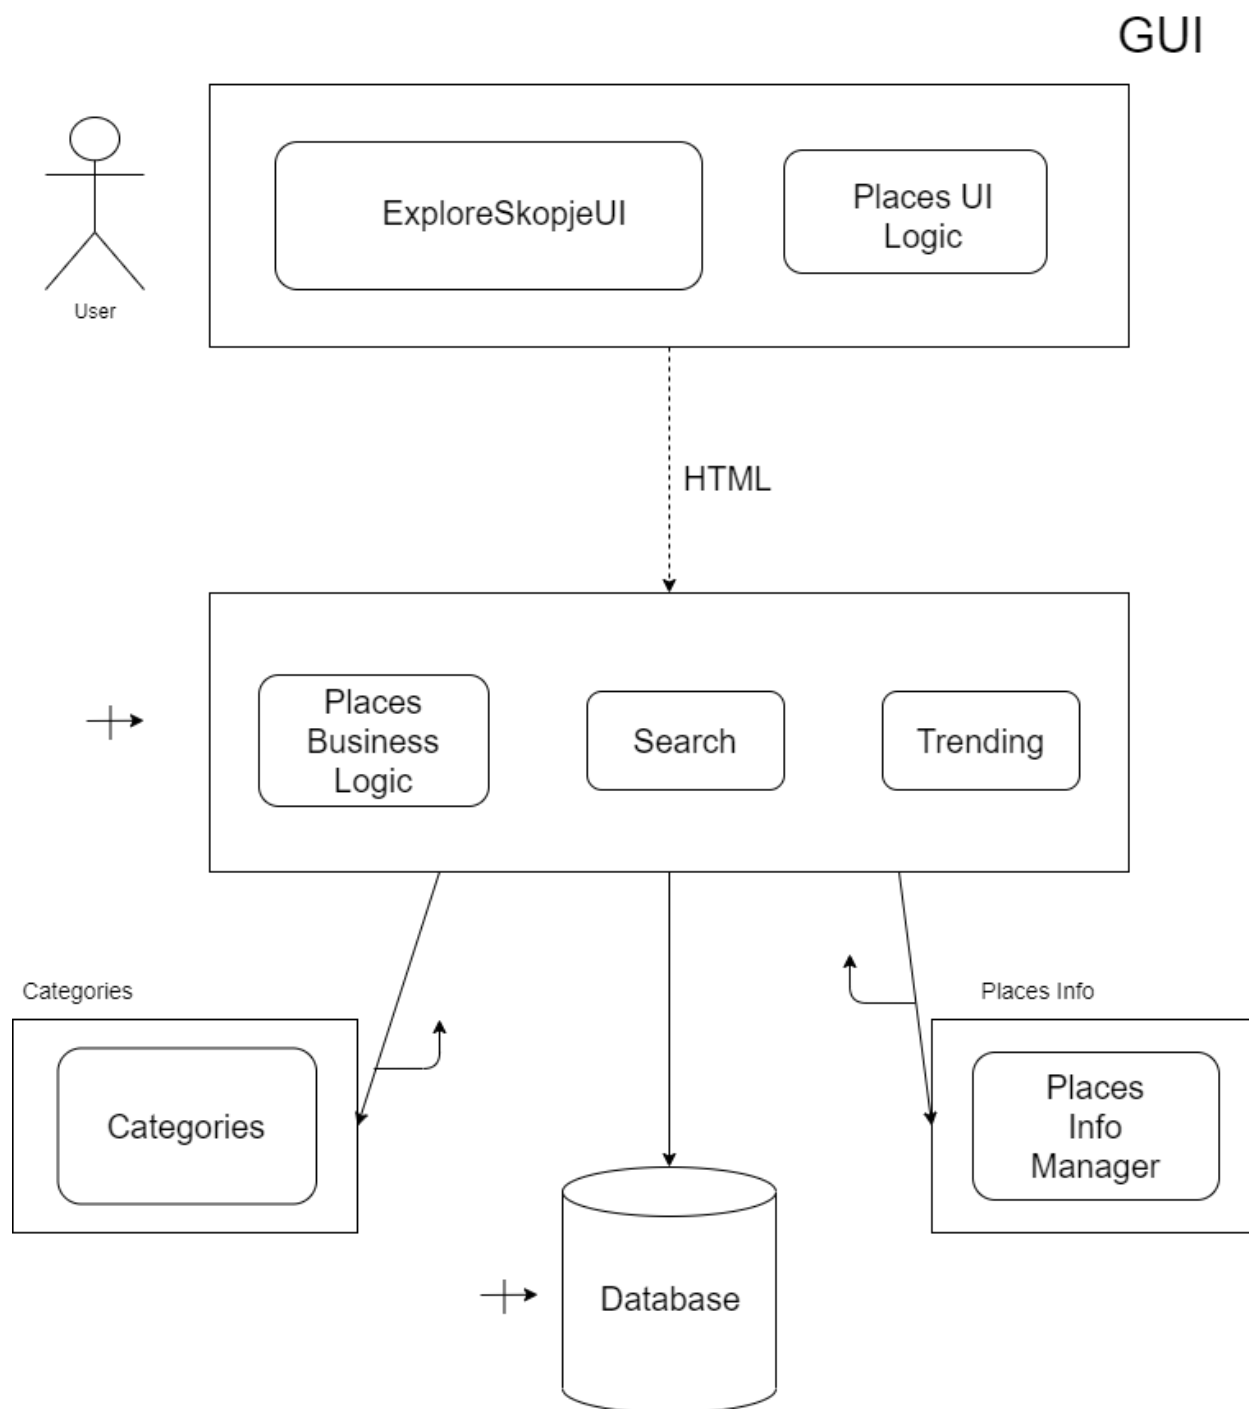 GUI
ExploreSkopjeUI
Places UI
Logic
User
HTML
Places
Business
Logic
Search
Trending
Categories
Places Info
Categories
Places
Info
Manager
Database